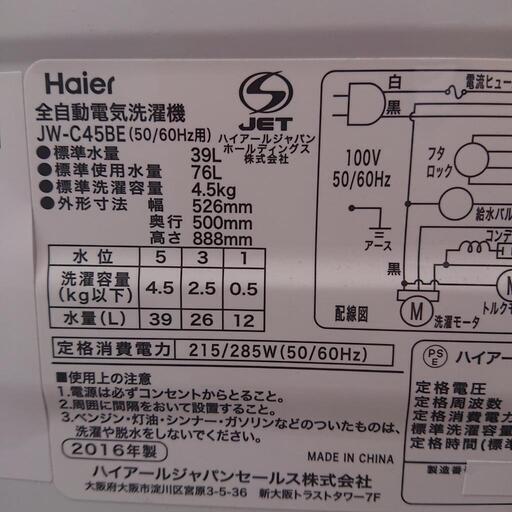 Haier
全自動電気洗濯機
JW-C45BE(50/60Hz用)
S
JET
ハイアールジャパン
ホールディングス
株式会社
●標準水量 39L
●標準使用水量 76L
●標準洗濯容量 4.5kg
●外形寸法 幅 526mm
奥行 500mm
高さ 888mm
水位 5 3 1
洗濯容量
(kg以下) 4.5 2.5 0.5
水量(L) 39 26 12
定格消費電力 215/285W(50/60Hz)
■使用上の注意
1.電源は必ずコンセントからとること。
2.周囲に間隔をおいて設置すること。
3.ベンジン・灯油・シンナー・ガソリンなどのついたものは、
洗濯や脱水をしないでください。
2016年製
MADE IN CHINA
ハイアールジャパンセールス株式会社
大阪府大阪市淀川区宮原3-5-36 新大阪トラストタワー7F
白
電流ヒュー
黒
100V
50/60Hz
フタ
ロック
給水バル
アース
コンデ
黒
M
M
洗濯モータ
トルクモ
配線図
PS
E
ハイアー
定格電圧
定格周波数
定格消費電力
標準洗濯容
定格時間(標準
製造番